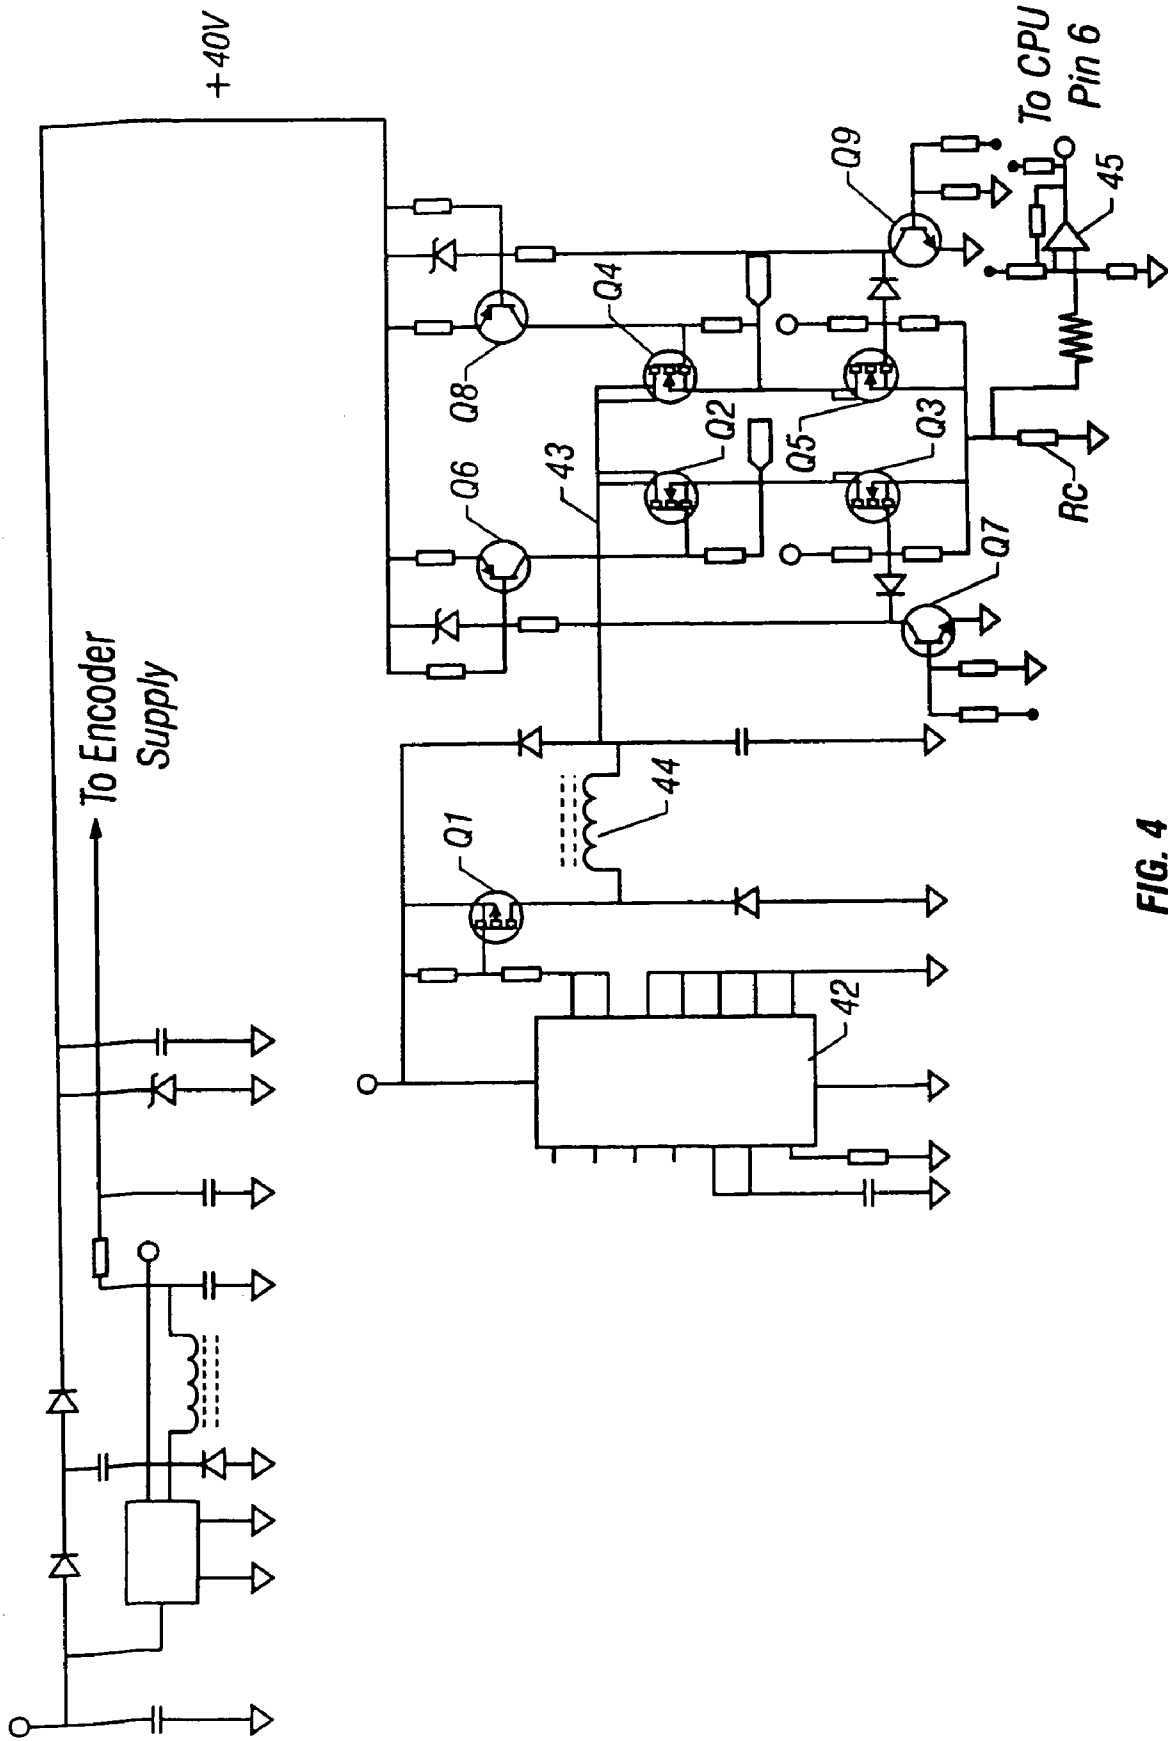 +40V
To Encoder
Supply
Q8
Q4
Q9
To CPU
Pin 6
45
Q6
43
Q2
Q5
Q3
RC
Q7
Q1
44
42
FIG. 4